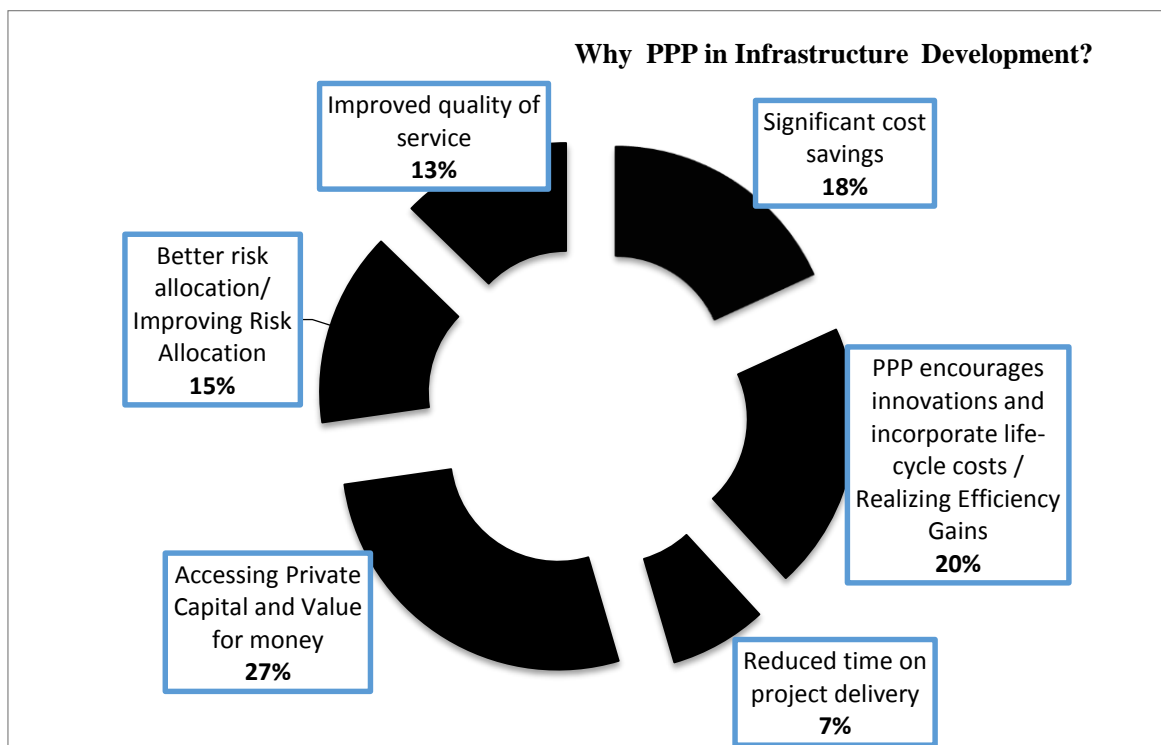 Why PPP in Infrastructure Development?
Improved quality of
service
13%
Significant cost
savings
18%
Better risk
allocation/
Improving Risk
Allocation
15%
PPP encourages
innovations and
incorporate life-
cycle costs /
Realizing Efficiency
Gains
20%
Accessing Private
Capital and Value
for money
27%
Reduced time on
project delivery
7%